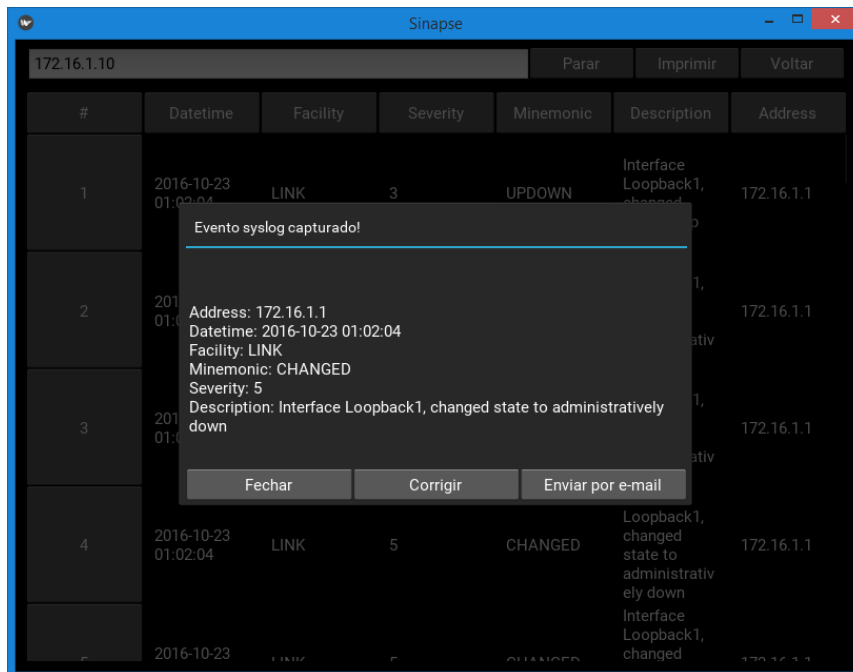 Sinapse
172.16.1.10
Parar
Imprimir
Voltar
# Datetime Facility Severity Minemonic Description Address
Interface
1 2016-10-23 LINK 3 UPDOWN Loopback1, 172.16.1.1
01:02:04 changed
Evento syslog capturado!
Address: 172.16.1.1
Datetime: 2016-10-23 01:02:04
Facility: LINK
Minemonic: CHANGED
Severity: 5
Description: Interface Loopback1, changed state to administratively
down
Fechar
Corrigir
Enviar por e-mail
2 172.16.1.1
3 172.16.1.1
Loopback1,
4 2016-10-23 LINK 5 CHANGED changed 172.16.1.1
01:02:04 state to
administrativ
ely down
Interface
Loopback1,
2016-10-23 changed